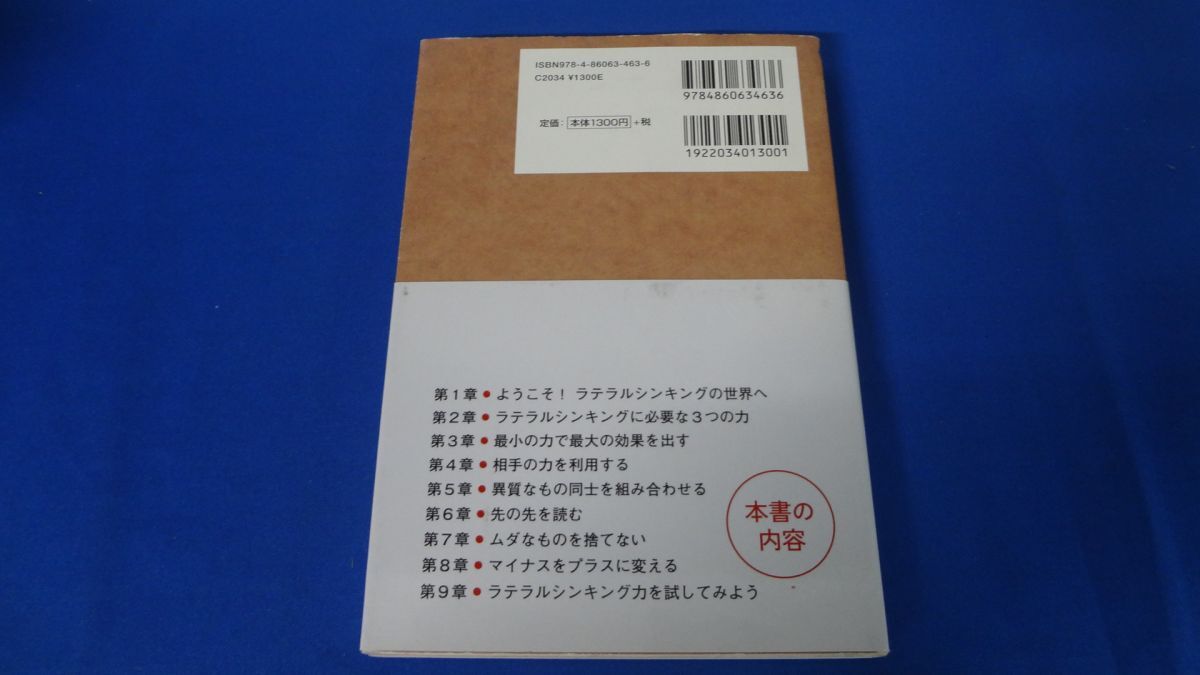 ISBN978-4-86063-463-6
C2034 ¥1300E
9784860634636
定価: 本体1300円 +税
1922034013001
第1章 ● ようこそ! ラテラルシンキングの世界へ
第2章 ● ラテラルシンキングに必要な3つの力
第3章 ● 最小の力で最大の効果を出す
第4章 ● 相手の力を利用する
第5章 ● 異質なもの同士を組み合わせる
第6章 ● 先の先を読む
第7章 ● ムダなものを捨てない
第8章 ● マイナスをプラスに変える
第9章 ● ラテラルシンキング力を試してみよう
本書の
内容